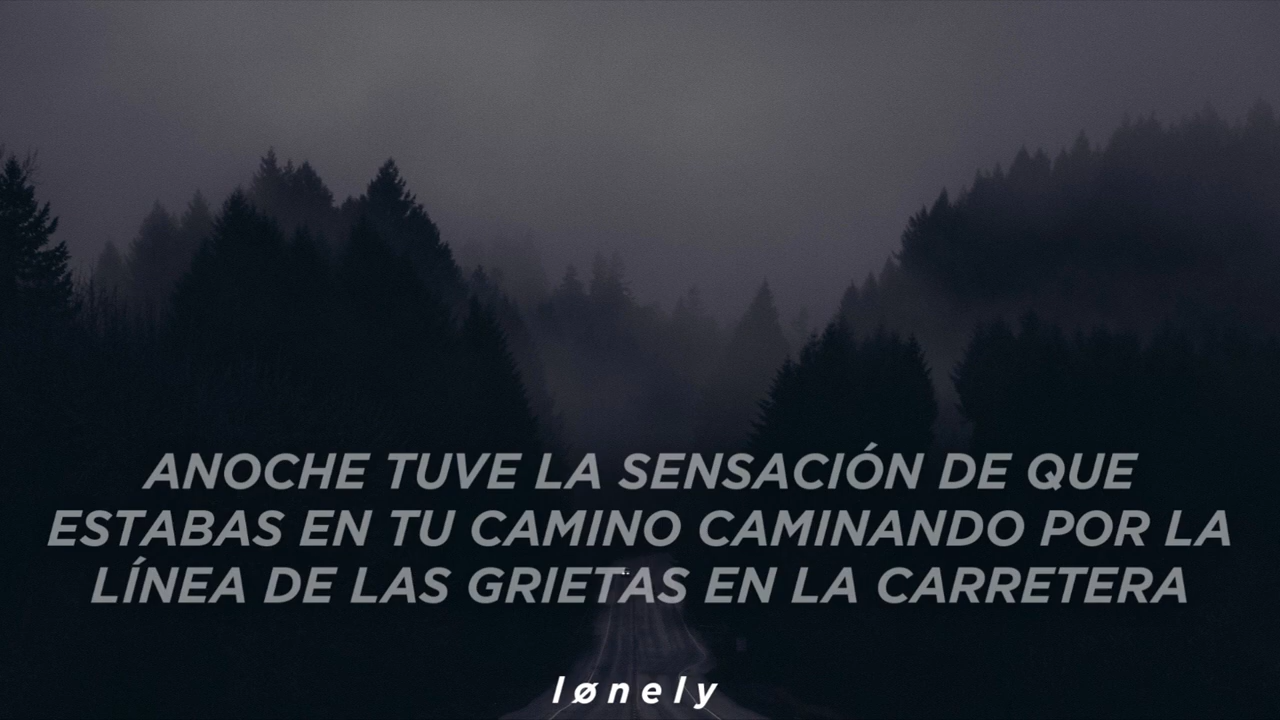 ANOCHE TUVE LA SENSACIÓN DE QUE
ESTABAS EN TU CAMINO CAMINANDO POR LA
LÍNEA DE LAS GRIETAS EN LA CARRETERA
lønely